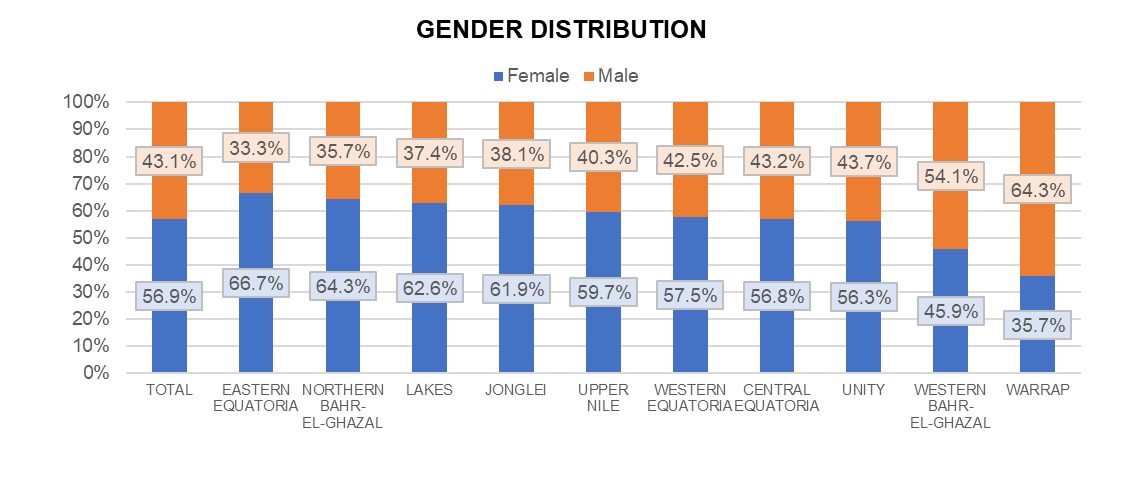 GENDER DISTRIBUTION
Female Male
100%
90%
80%
70%
60%
50%
40%
30%
20%
10%
0%
43.1% 33.3% 35.7% 37.4% 38.1% 40.3% 42.5% 43.2% 43.7% 54.1% 64.3%
56.9% 66.7% 64.3% 62.6% 61.9% 59.7% 57.5% 56.8% 56.3% 45.9% 35.7%
TOTAL
EASTERN
EQUATORIA
NORTHERN
BAHR-
EL-GHAZAL
LAKES
JONGLEI
UPPER
NILE
WESTERN
EQUATORIA
CENTRAL
EQUATORIA
UNITY
WESTERN
BAHR-
EL-GHAZAL
WARRAP